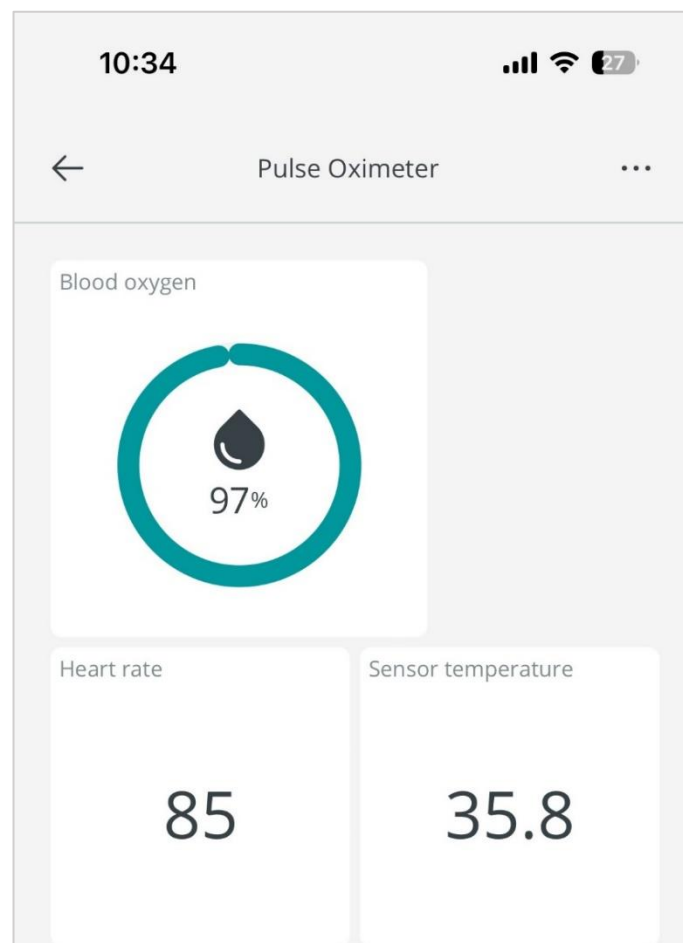 10:34
27
Pulse Oximeter
Blood oxygen
97%
Heart rate
Sensor temperature
85
35.8